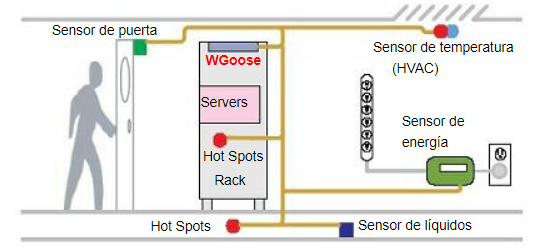 Sensor de puerta
WGoose
Sensor de temperatura
(HVAC)
Servers
Sensor de
energía
Hot Spots
Rack
Hot Spots
Sensor de líquidos